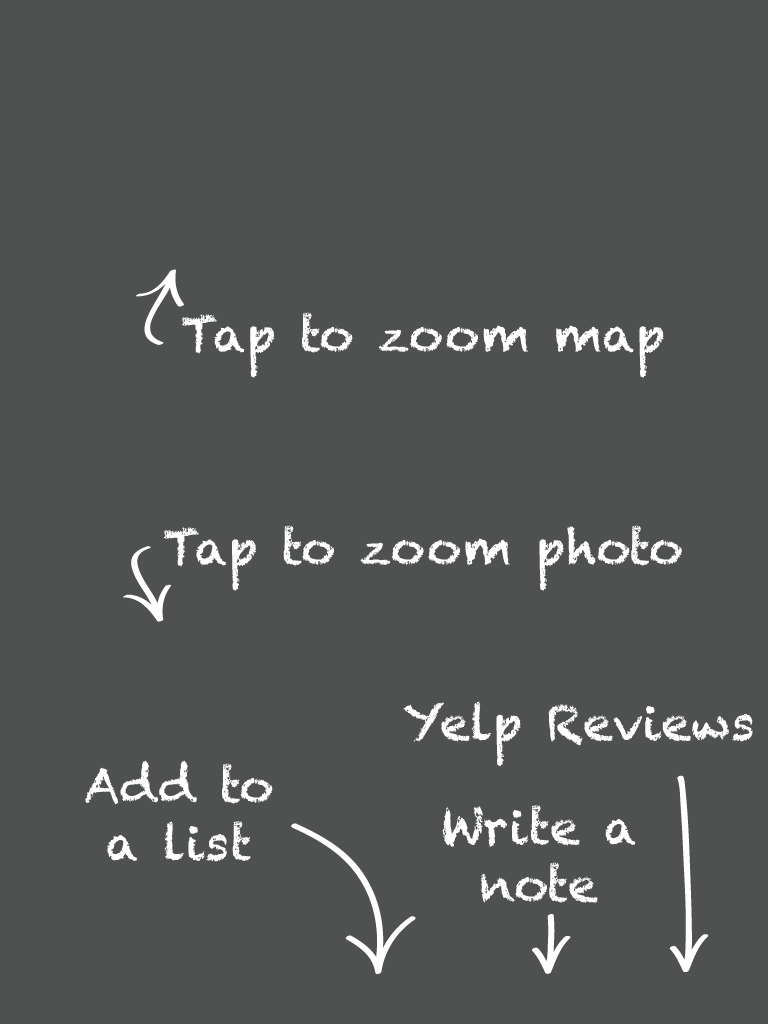 Tap to zoom map
Tap to zoom photo
Yelp Reviews
Add to
a list
Write a
note